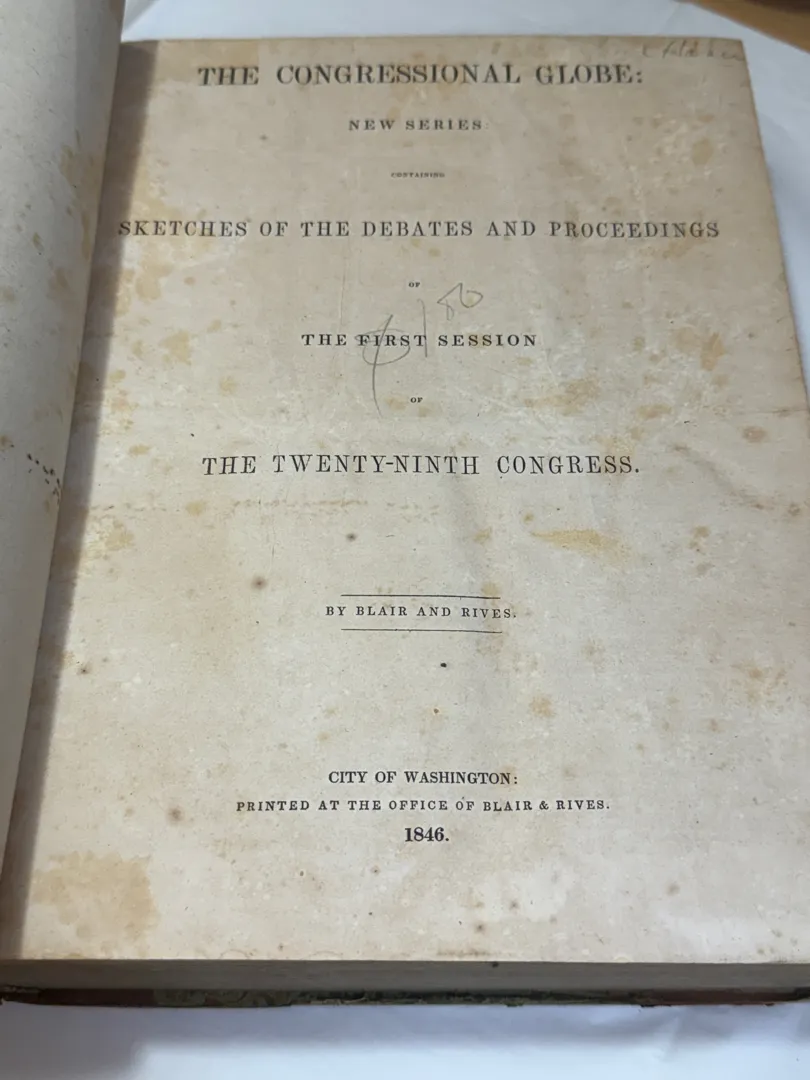 THE CONGRESSIONAL GLOBE:
NEW SERIES
CONTAINING
SKETCHES OF THE DEBATES AND PROCEEDINGS
OF
THE FIRST SESSION
OF
THE TWENTY-NINTH CONGRESS.
BY BLAIR AND RIVES.
CITY OF WASHINGTON:
PRINTED AT THE OFFICE OF BLAIR & RIVES.
1846.